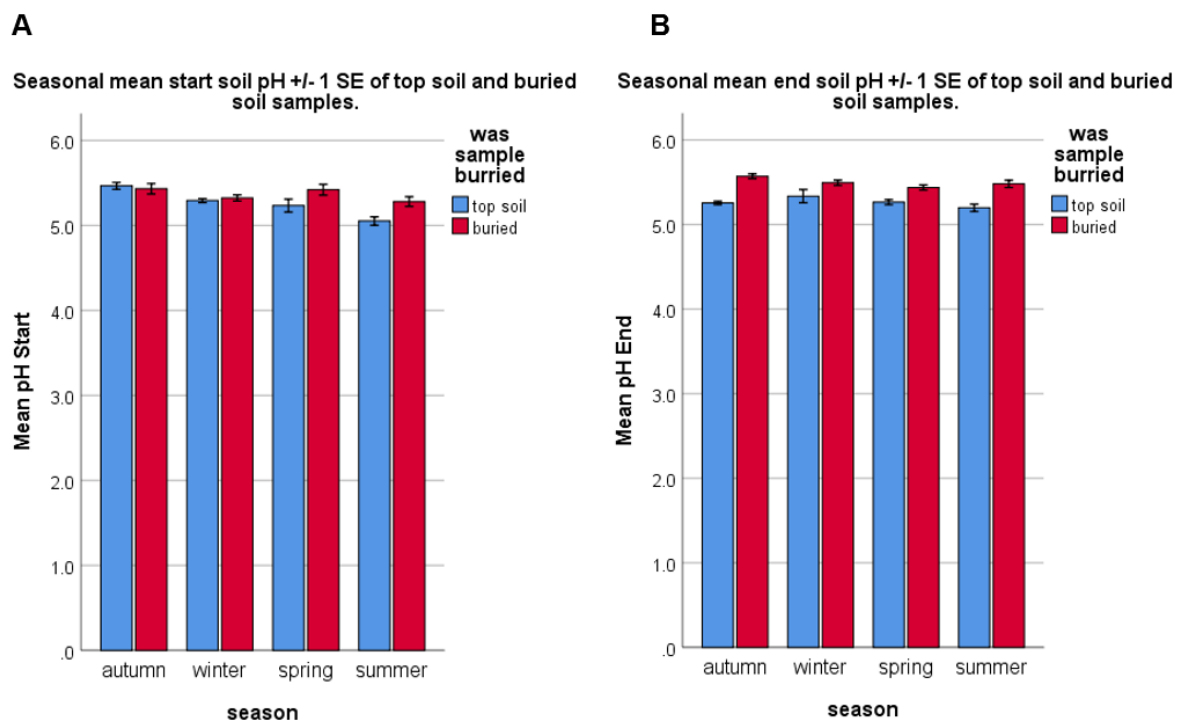 A
Seasonal mean start soil pH +/- 1 SE of top soil and buried
soil samples.
Mean pH Start
6.0
5.0
4.0
3.0
2.0
1.0
.0
autumn winter spring summer
season
was
sample
burried
top soil
buried
B
Seasonal mean end soil pH +/- 1 SE of top soil and buried
soil samples.
Mean pH End
6.0
5.0
4.0
3.0
2.0
1.0
.0
autumn winter spring summer
season
was
sample
burried
top soil
buried